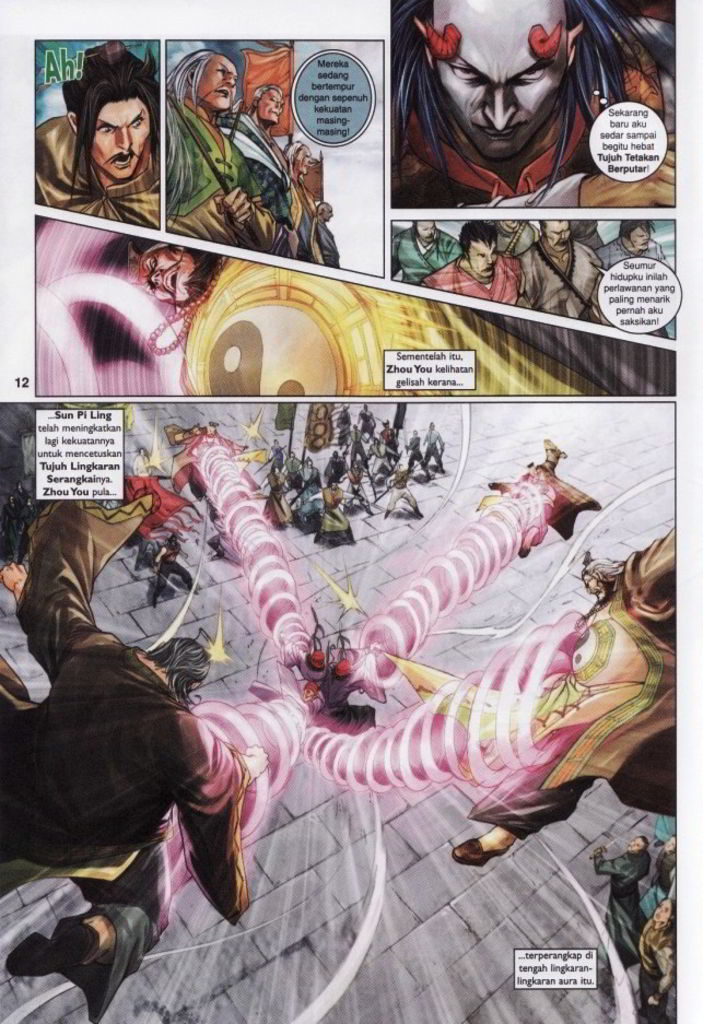 Ah!
Mereka
sedang
bertempur
dengan sepenuh
kekuatan
masing-
masing!
Sekarang
baru aku
sedar sampai
begitu hebat
Tujuh Tetakan
Berputar!
Seumur
hidupku inilah
perlawanan yang
paling menarik
pernah aku
saksikan!
Sementelah itu,
Zhou You kelihatan
gelisah kerana...
12
...Sun Pi Ling
telah meningkatkan
lagi kekuatannya
untuk mencetuskan
Tujuh Lingkaran
Serangkainya.
Zhou You pula...
...terperangkap di
tengah lingkaran-
lingkaran aura itu.